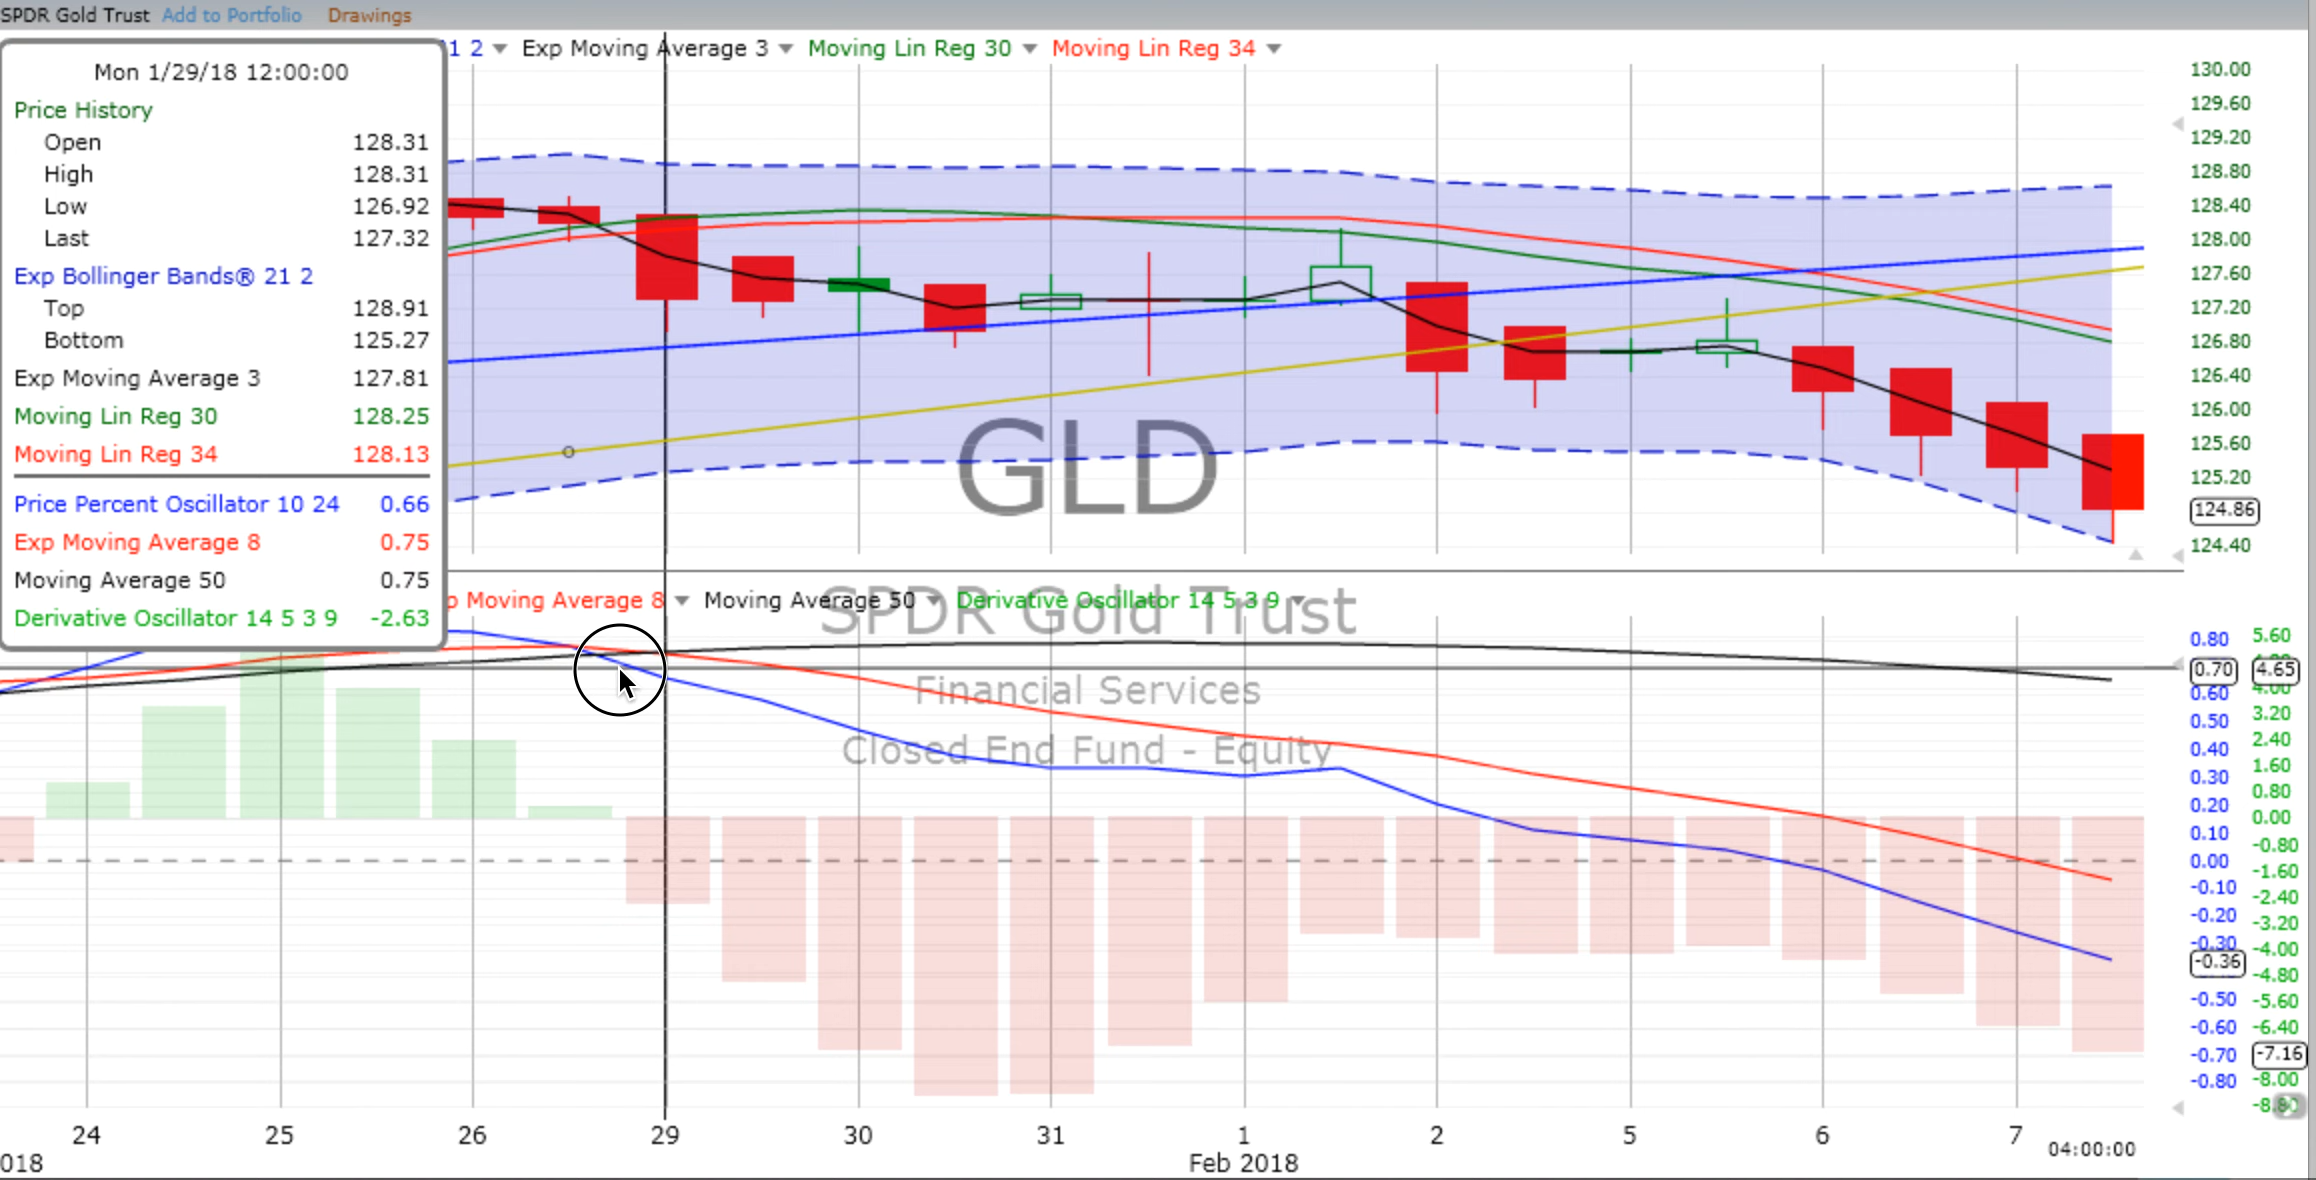 SPDR Gold Trust Add to Portfolio Drawings
1 2 Exp Moving Average 3 Moving Lin Reg 30 Moving Lin Reg 34
Mon 1/29/18 12:00:00
Price History
Open 128.31
High 128.31
Low 126.92
Last 127.32
Exp Bollinger Bands® 21 2
Top 128.91
Bottom 125.27
Exp Moving Average 3 127.81
Moving Lin Reg 30 128.25
Moving Lin Reg 34 128.13
Price Percent Oscillator 10 24 0.66
Exp Moving Average 8 0.75
Moving Average 50 0.75
Derivative Oscillator 14 5 3 9 -2.63
130.00
129.60
129.20
128.80
128.40
128.00
127.60
127.20
126.80
126.40
126.00
125.60
125.20
124.86
124.40
GLD
SPDR Gold Trust
Financial Services
Closed End Fund - Equity
p Moving Average 8 Moving Average 50 Derivative Oscillator 14 5 3 9
0.80
0.70
0.60
0.50
0.40
0.30
0.20
0.10
0.00
-0.10
-0.20
-0.30
-0.36
-0.50
-0.60
-0.70
-0.80
5.60
4.65
4.00
3.20
2.40
1.60
0.80
0.00
-0.80
-1.60
-2.40
-3.20
-4.00
-4.80
-5.60
-6.40
-7.16
-8.00
24 25 26 29 30 31 1 2 5 6 7 04:00:00
018 Feb 2018